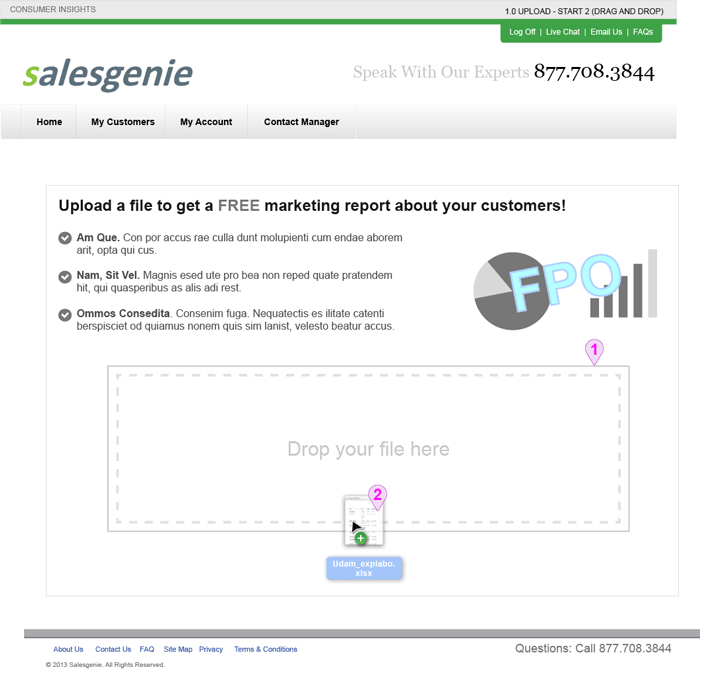 CONSUMER INSIGHTS
1.0 UPLOAD - START 2 (DRAG AND DROP)
Log Off | Live Chat | Email Us | FAQs
salesgenie
Speak With Our Experts 877.708.3844
Home My Customers My Account Contact Manager
Upload a file to get a FREE marketing report about your customers!
Am Que. Con por accus rae culla dunt molupienti cum endae aborem
arit, opta qui cus.
Nam, Sit Vel. Magnis esed ute pro bea non reped quate pratendem
hit, qui quasperibus as alis adi rest.
Ommos Consedita. Consenim fuga. Nequatectis es ilitate catenti
berspisciet od quiamus nonem quis sim lanist, velesto beatur accus.
FPO
1
Drop your file here
2
Udam_explabo.
xlsx
About Us Contact Us FAQ Site Map Privacy Terms & Conditions
Questions: Call 877.708.3844
© 2013 Salesgenie. All Rights Reserved.